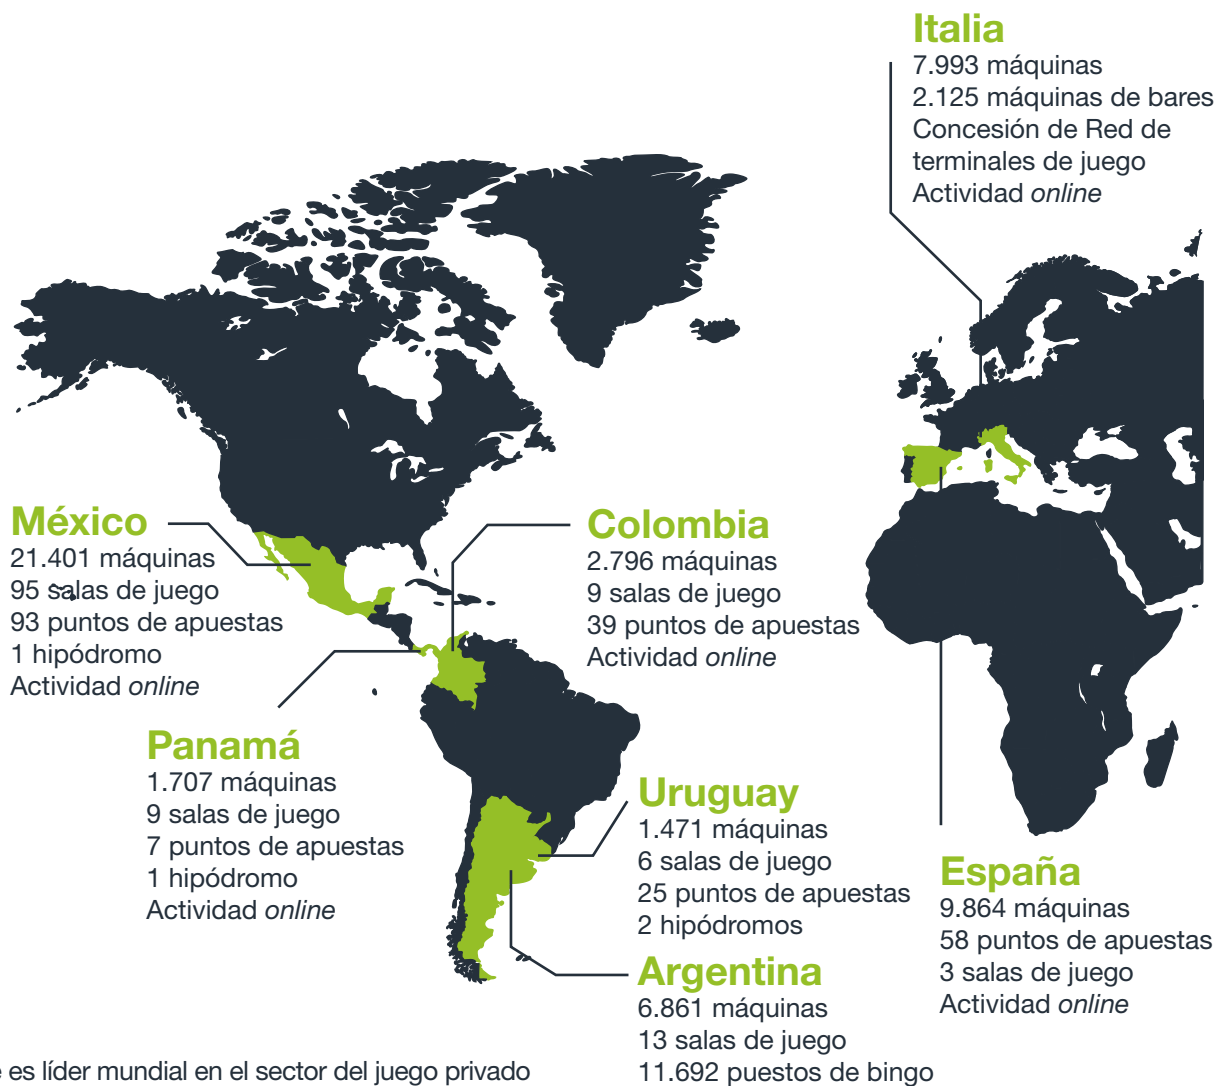 Italia
7.993 máquinas
2.125 máquinas de bares
Concesión de Red de
terminales de juego
Actividad online
México
21.401 máquinas
95 salas de juego
93 puntos de apuestas
1 hipódromo
Actividad online
Colombia
2.796 máquinas
9 salas de juego
39 puntos de apuestas
Actividad online
Panamá
1.707 máquinas
9 salas de juego
7 puntos de apuestas
1 hipódromo
Actividad online
Uruguay
1.471 máquinas
6 salas de juego
25 puntos de apuestas
2 hipódromos
España
9.864 máquinas
58 puntos de apuestas
3 salas de juego
Actividad online
Argentina
6.861 máquinas
13 salas de juego
11.692 puestos de bingo
es líder mundial en el sector del juego privado